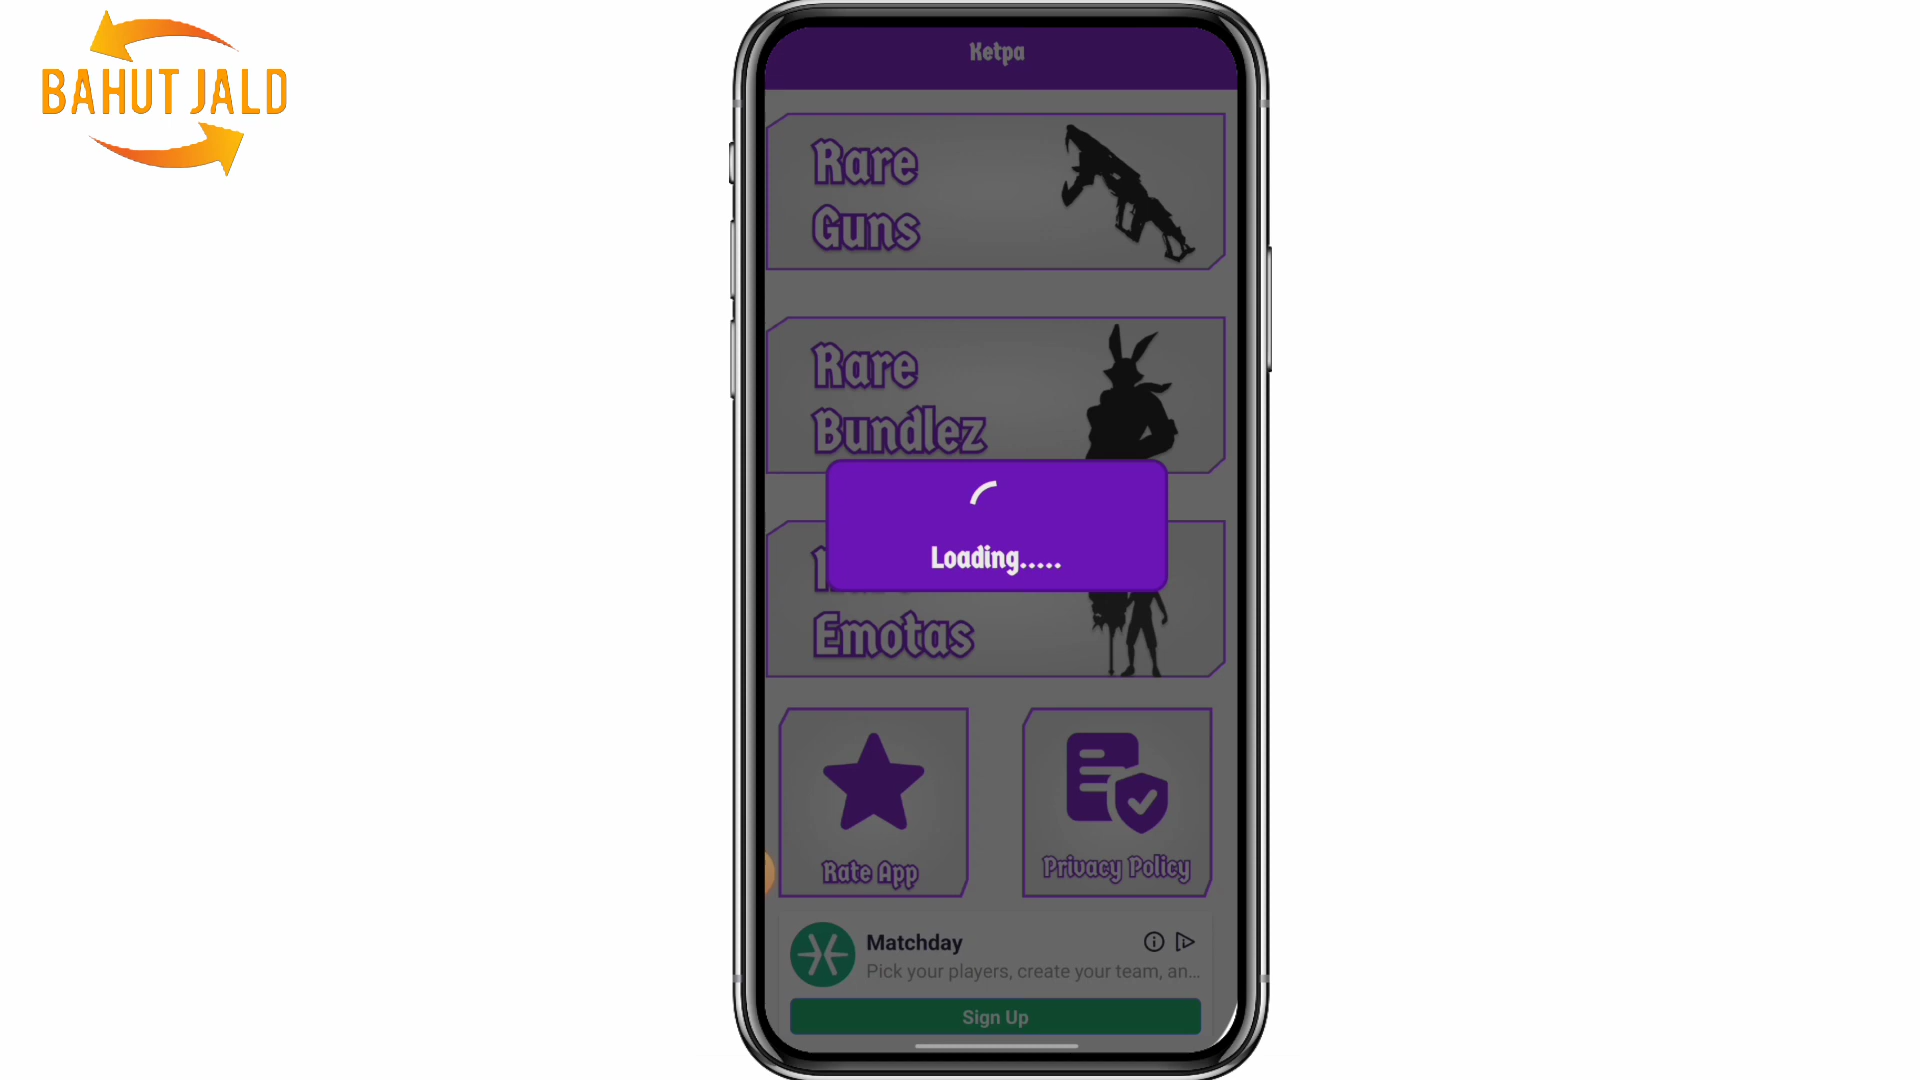 BAHUT JALD
Ketpa
Rare
Guns
Rare
Bundlez
Loading.....
Emotas
Rate App
Privacy Policy
Matchday
Pick your players, create your team, an...
Sign Up